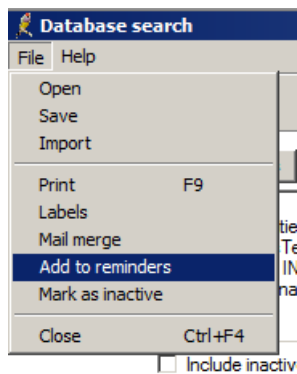 Database search
File Help
Open
Save
Import
Print F9
Labels
Mail merge
Add to reminders
Mark as inactive
Close Ctrl+F4
Include